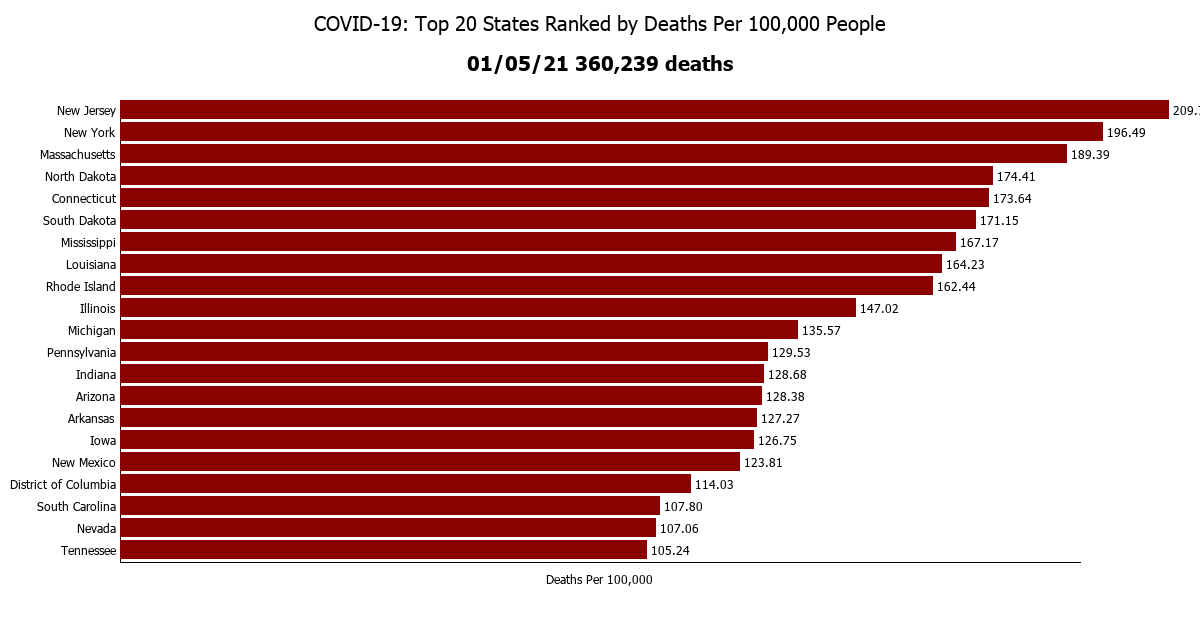 COVID-19: Top 20 States Ranked by Deaths Per 100,000 People
01/05/21 360,239 deaths
New Jersey 209.
New York 196.49
Massachusetts 189.39
North Dakota 174.41
Connecticut 173.64
South Dakota 171.15
Mississippi 167.17
Louisiana 164.23
Rhode Island 162.44
Illinois 147.02
Michigan 135.57
Pennsylvania 129.53
Indiana 128.68
Arizona 128.38
Arkansas 127.27
Iowa 126.75
New Mexico 123.81
District of Columbia 114.03
South Carolina 107.80
Nevada 107.06
Tennessee 105.24
Deaths Per 100,000